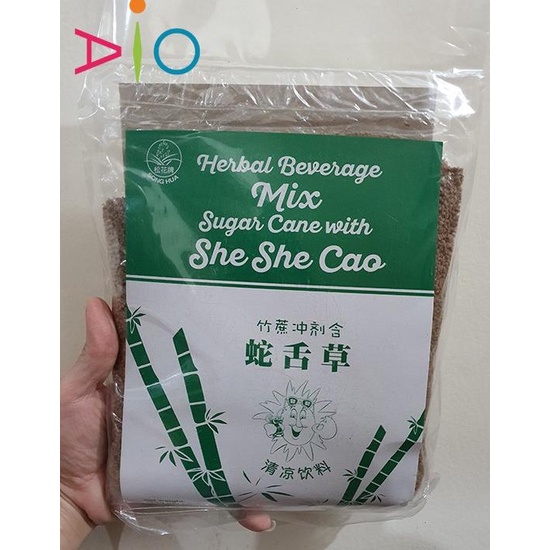 AiO
松花牌
SONG HUA
Herbal Beverage
Mix
Sugar Cane with
She She Cao
竹蔗冲剂含
蛇舌草
清凉饮料